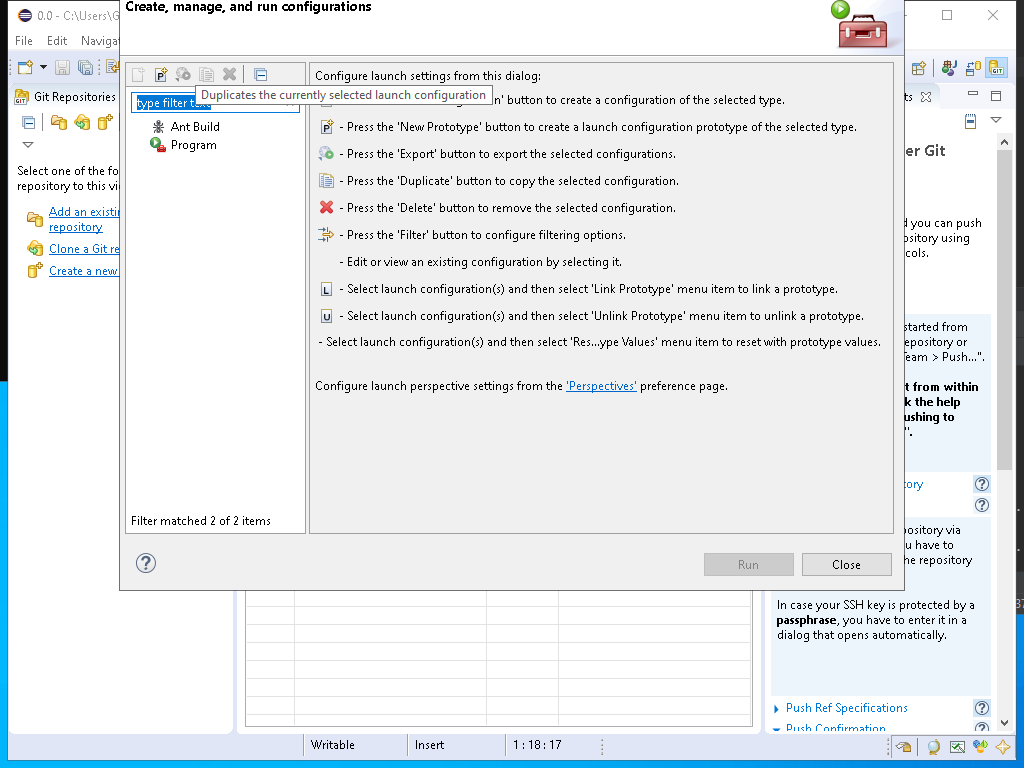 Create, manage, and run configurations
0.0 - C:\Users\G
File Edit Navigat
Git Repositories
Configure launch settings from this dialog:
Duplicates the currently selected launch configuration
type filter text
n' button to create a configuration of the selected type.
Ant Build
Program
- Press the 'New Prototype' button to create a launch configuration prototype of the selected type.
- Press the 'Export' button to export the selected configurations.
- Press the 'Duplicate' button to copy the selected configuration.
- Press the 'Delete' button to remove the selected configuration.
- Press the 'Filter' button to configure filtering options.
- Edit or view an existing configuration by selecting it.
L - Select launch configuration(s) and then select 'Link Prototype' menu item to link a prototype.
U - Select launch configuration(s) and then select 'Unlink Prototype' menu item to unlink a prototype.
- Select launch configuration(s) and then select 'Res...ype Values' menu item to reset with prototype values.
Configure launch perspective settings from the 'Perspectives' preference page.
Filter matched 2 of 2 items
Run
Close
Select one of the fo
repository to this vi
Add an existin
repository
Clone a Git re
Create a new
ts
er Git
d you can push
ository using
cols.
started from
epository or
Team > Push...".
t from within
k the help
ushing to
".
ory
pository via
u have to
he repository
In case your SSH key is protected by a
passphrase, you have to enter it in a
dialog that opens automatically.
Push Ref Specifications
Push Confirmation
Writable
Insert
1 : 18 : 17